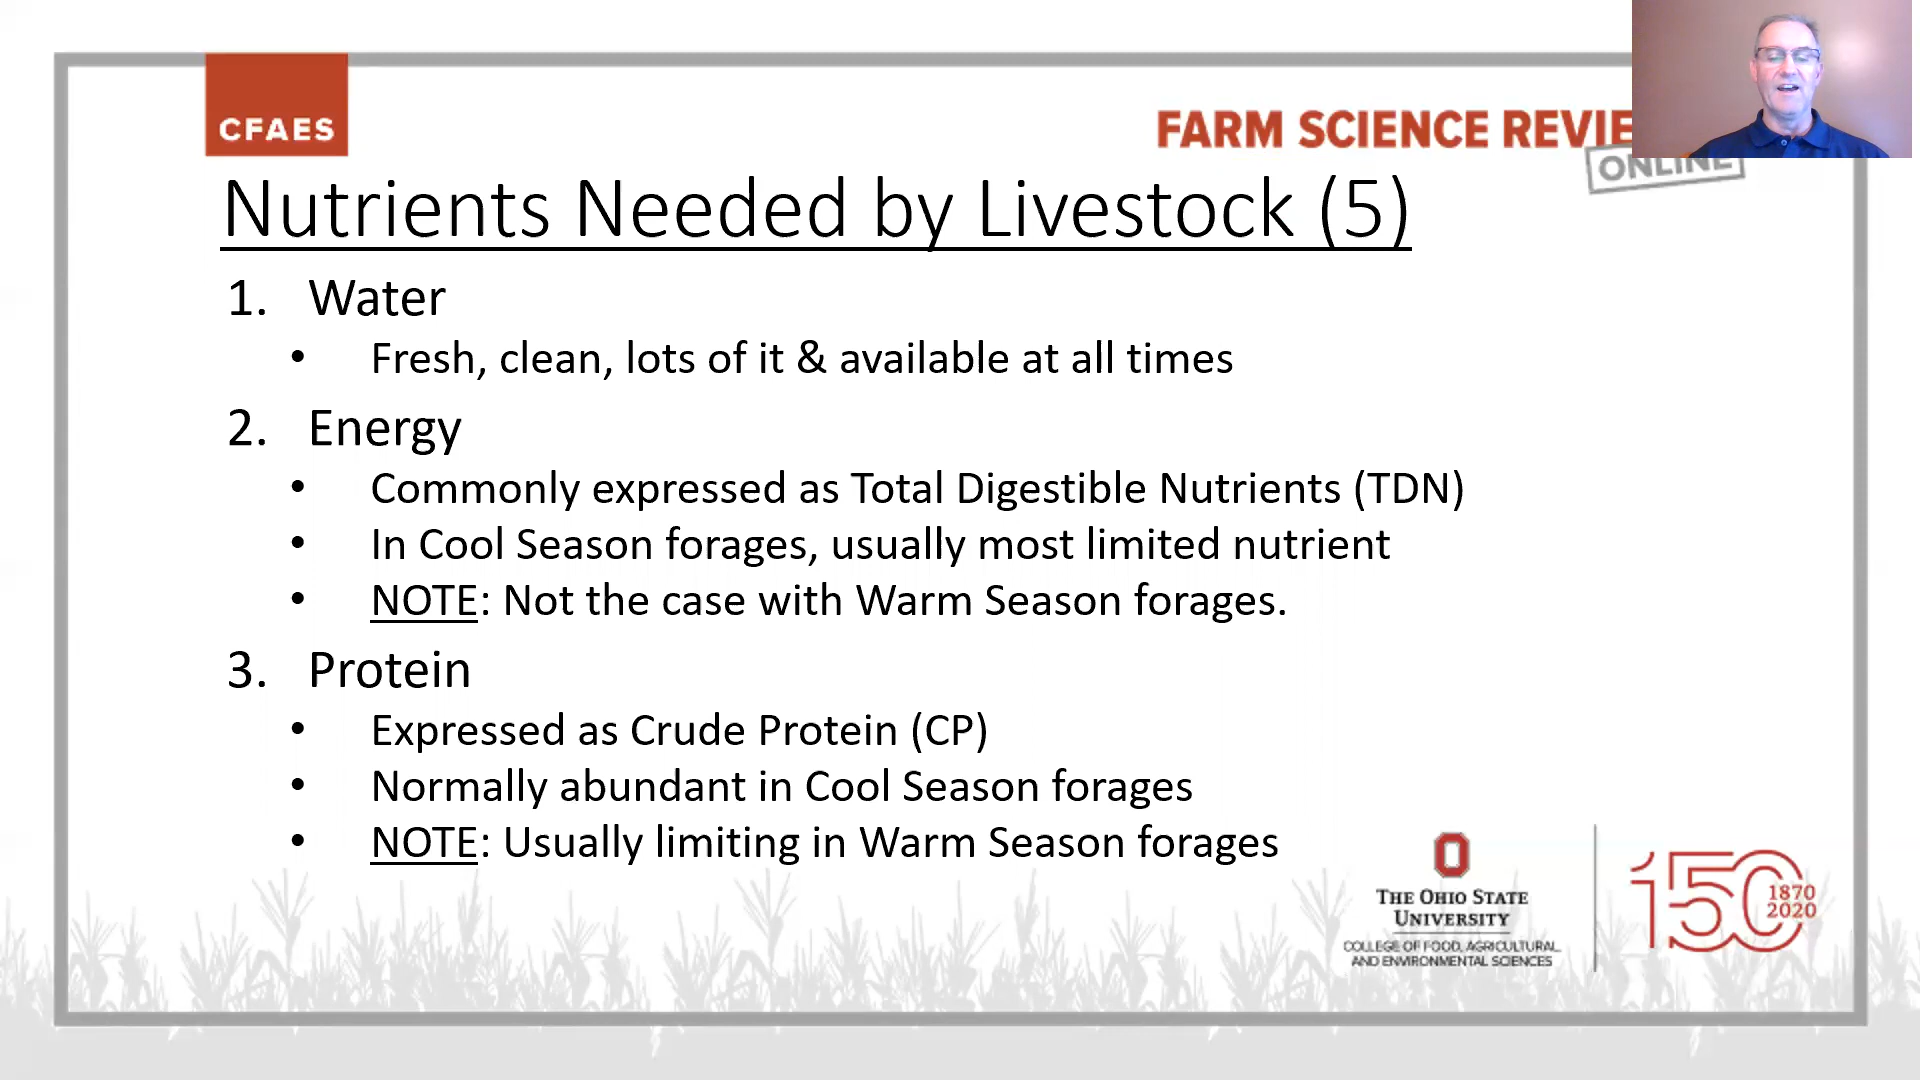 CFAES
FARM SCIENCE REVIE
ONLINE
Nutrients Needed by Livestock (5)
1. Water
• Fresh, clean, lots of it & available at all times
2. Energy
• Commonly expressed as Total Digestible Nutrients (TDN)
• In Cool Season forages, usually most limited nutrient
• NOTE: Not the case with Warm Season forages.
3. Protein
• Expressed as Crude Protein (CP)
• Normally abundant in Cool Season forages
• NOTE: Usually limiting in Warm Season forages
THE OHIO STATE
UNIVERSITY
COLLEGE OF FOOD, AGRICULTURAL,
AND ENVIRONMENTAL SCIENCES
150
1870
2020